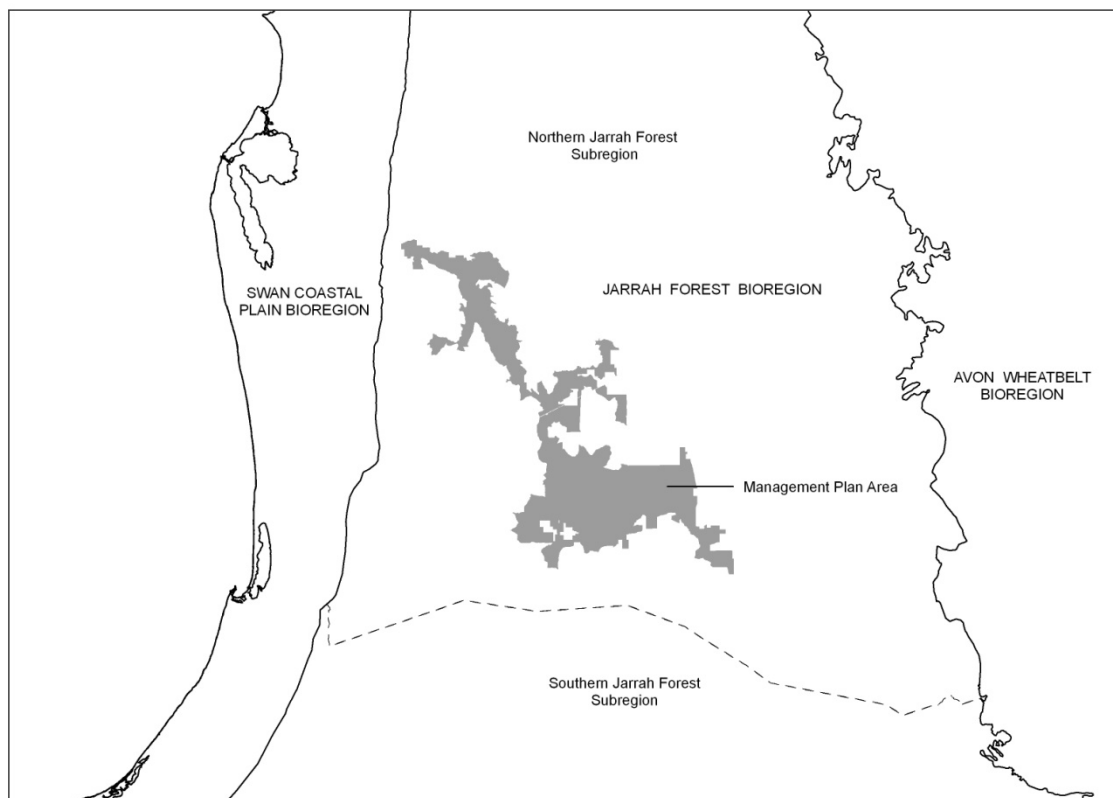 Northern Jarrah Forest
Subregion
SWAN COASTAL
PLAIN BIOREGION
JARRAH FOREST BIOREGION
AVON WHEATBELT
BIOREGION
Management Plan Area
Southern Jarrah Forest
Subregion